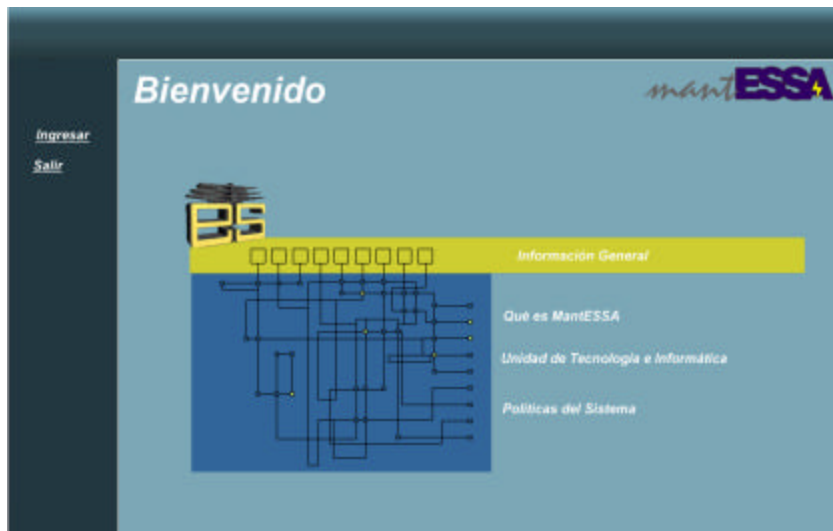 Bienvenido
mantESSA
Ingresar
Salir
Información General
Qué es MantESSA
Unidad de Tecnología e Informática
Políticas del Sistema